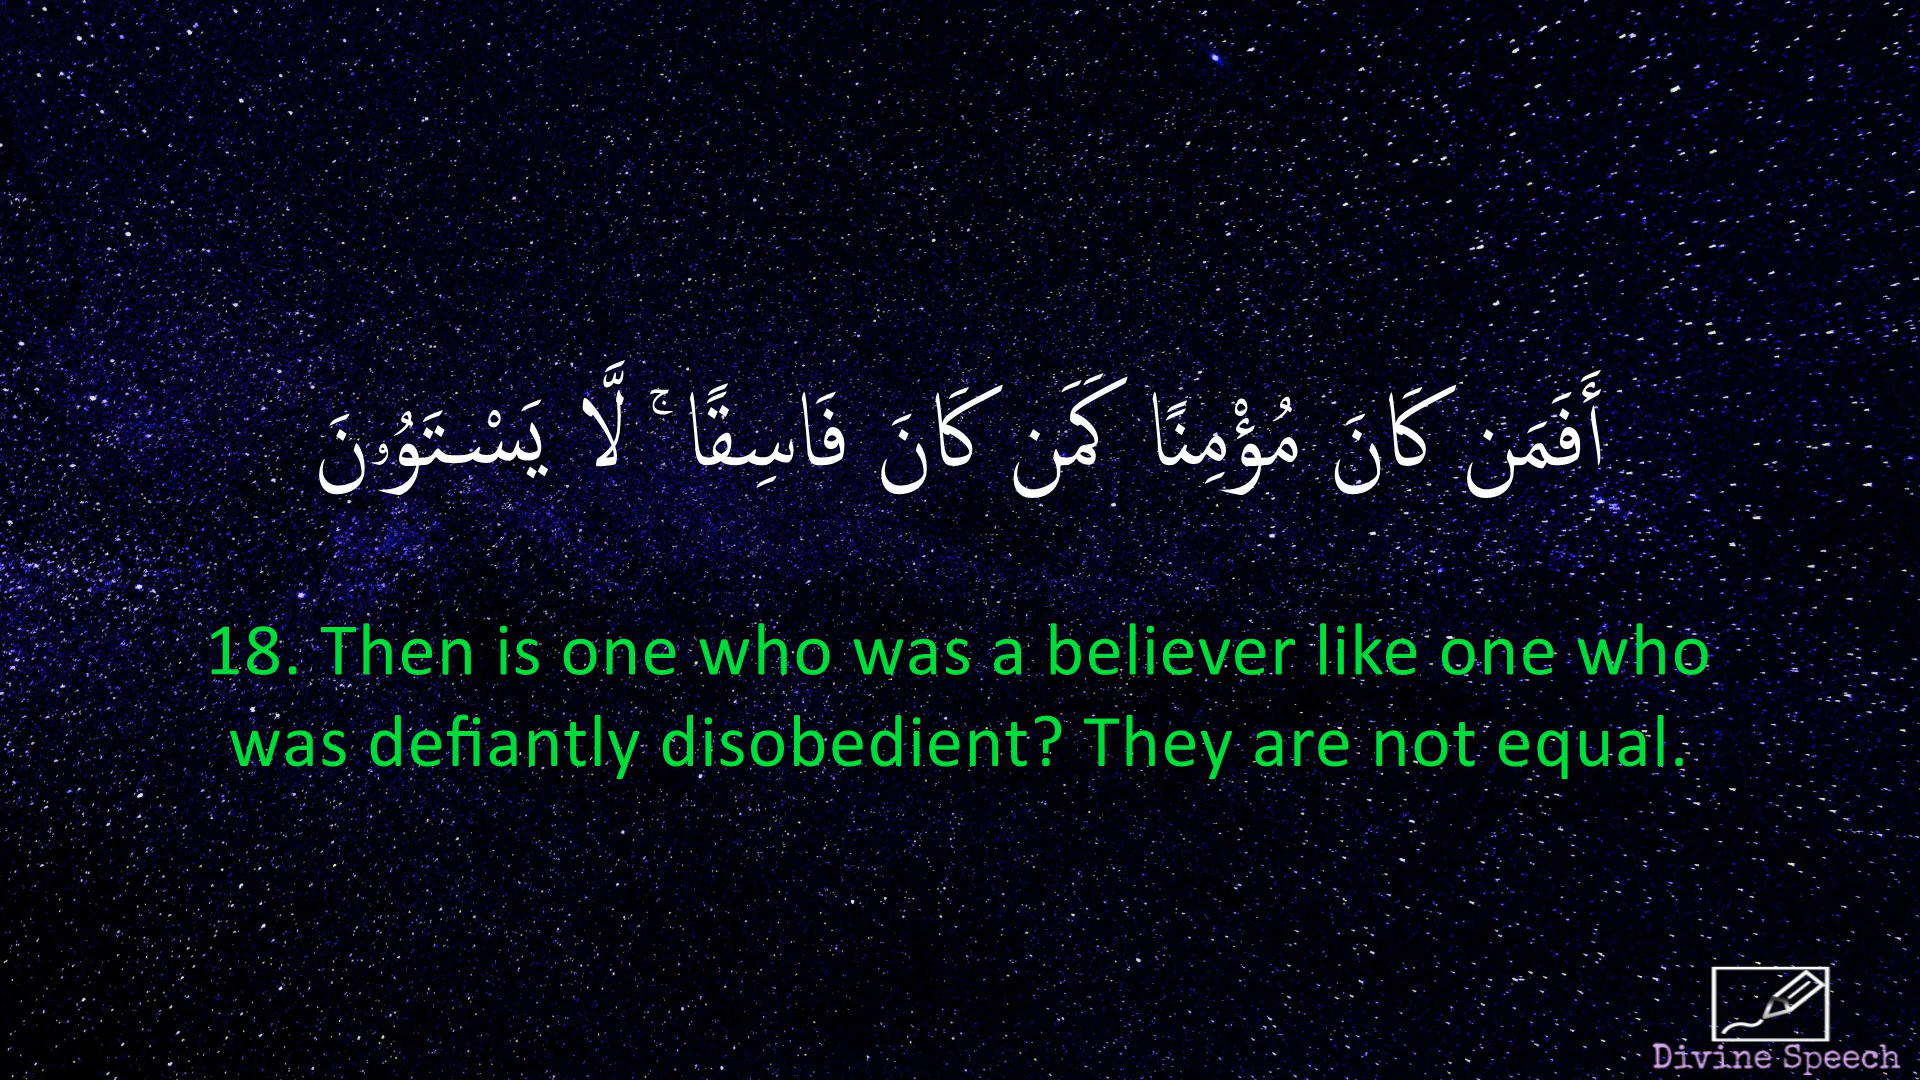 أَفَمَن كَانَ مُؤْمِنًا كَمَن كَانَ فَاسِقًا ۚ لَّا يَسْتَوُۥنَ
18. Then is one who was a believer like one who
was defiantly disobedient? They are not equal.
Divine Speech